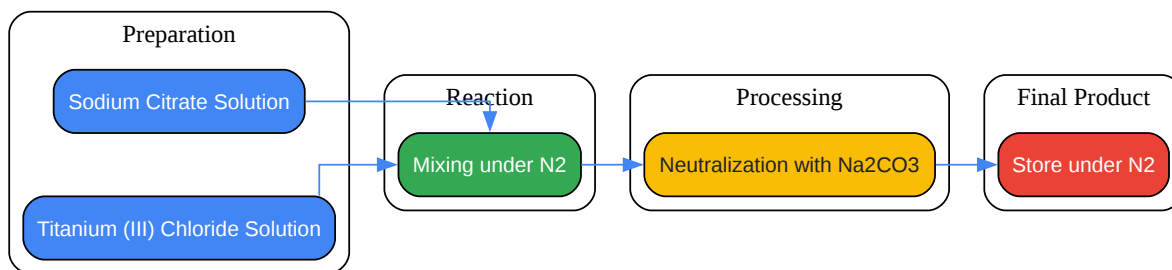 Preparation
Sodium Citrate Solution
Titanium (III) Chloride Solution
Reaction
Mixing under N2
Processing
Neutralization with Na2CO3
Final Product
Store under N2